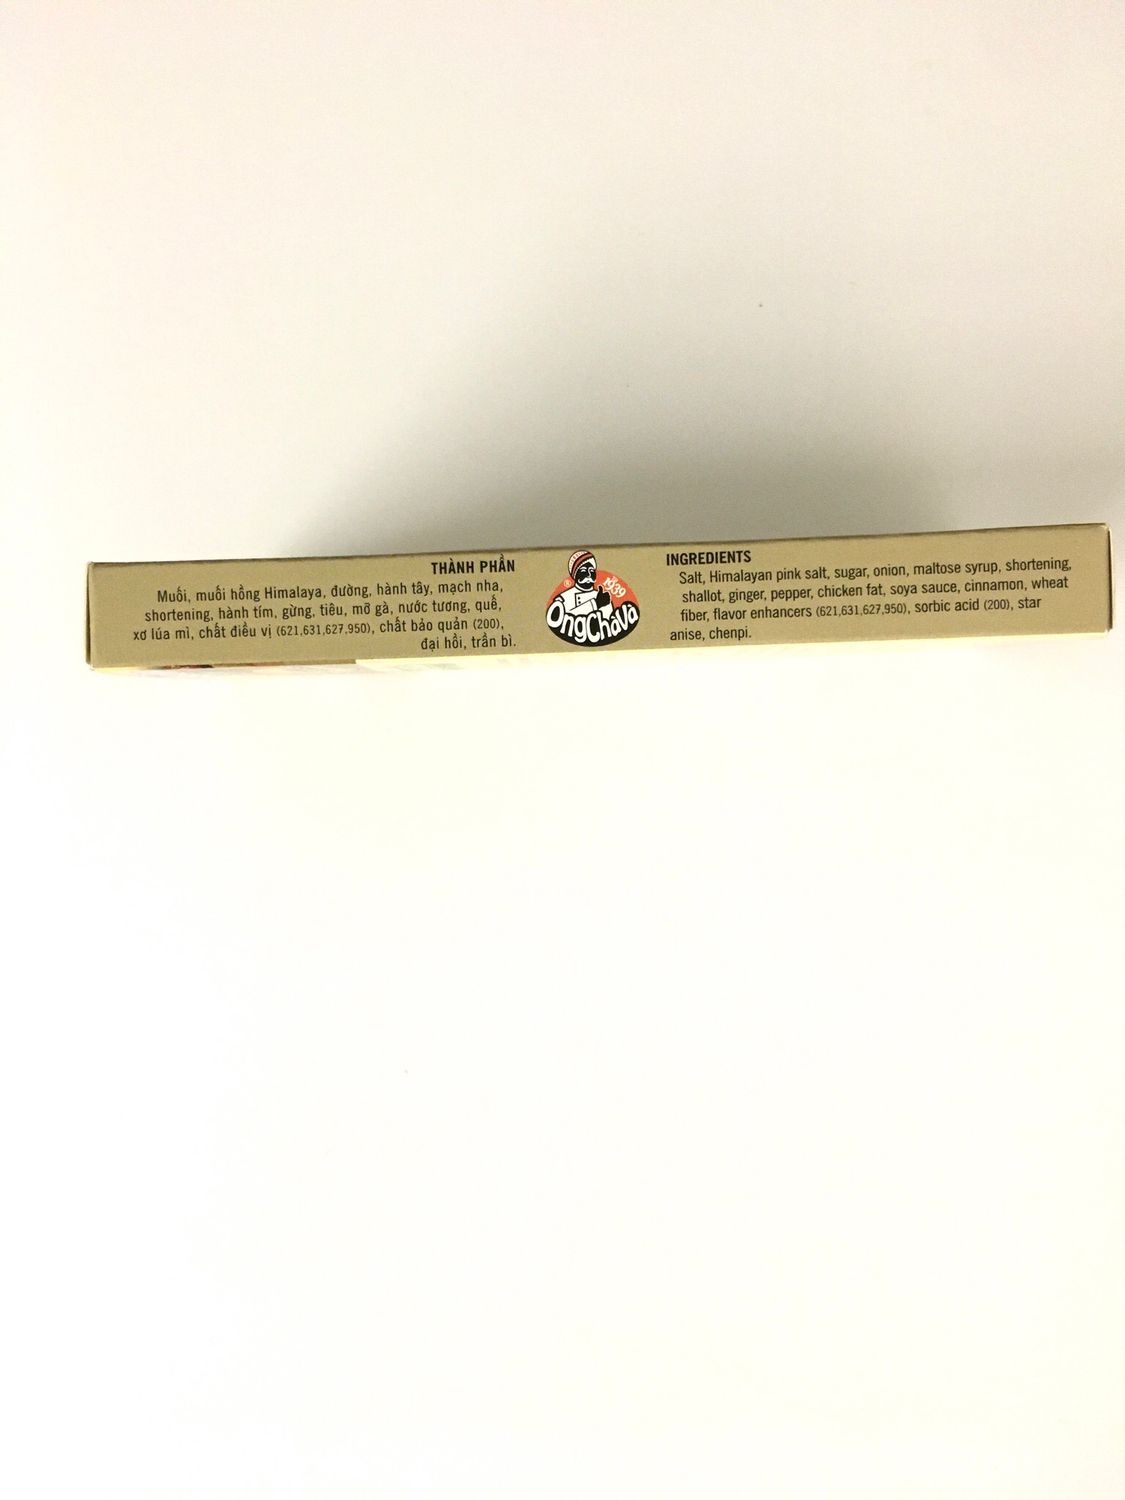 THÀNH PHẦN
Muối, muối hồng Himalaya, đường, hành tây, mạch nha,
shortening, hành tím, gừng, tiêu, mỡ gà, nước tương, quế,
xơ lúa mì, chất điều vị (621,631,627,950), chất bảo quản (200),
đại hồi, trần bì.
®
TỪ 1939
ÔngChàVà
INGREDIENTS
Salt, Himalayan pink salt, sugar, onion, maltose syrup, shortening,
shallot, ginger, pepper, chicken fat, soya sauce, cinnamon, wheat
fiber, flavor enhancers (621,631,627,950), sorbic acid (200), star
anise, chenpi.